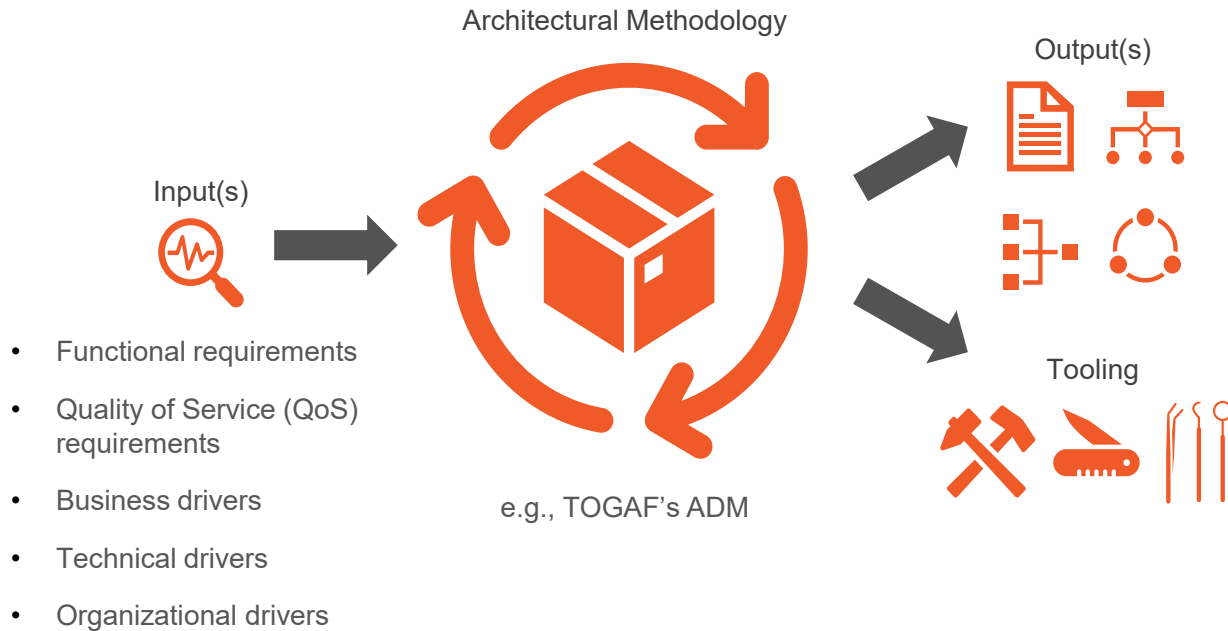 Architectural Methodology
Output(s)
Input(s)
• Functional requirements
• Quality of Service (QoS)
requirements
• Business drivers
• Technical drivers
• Organizational drivers
e.g., TOGAF’s ADM
Tooling